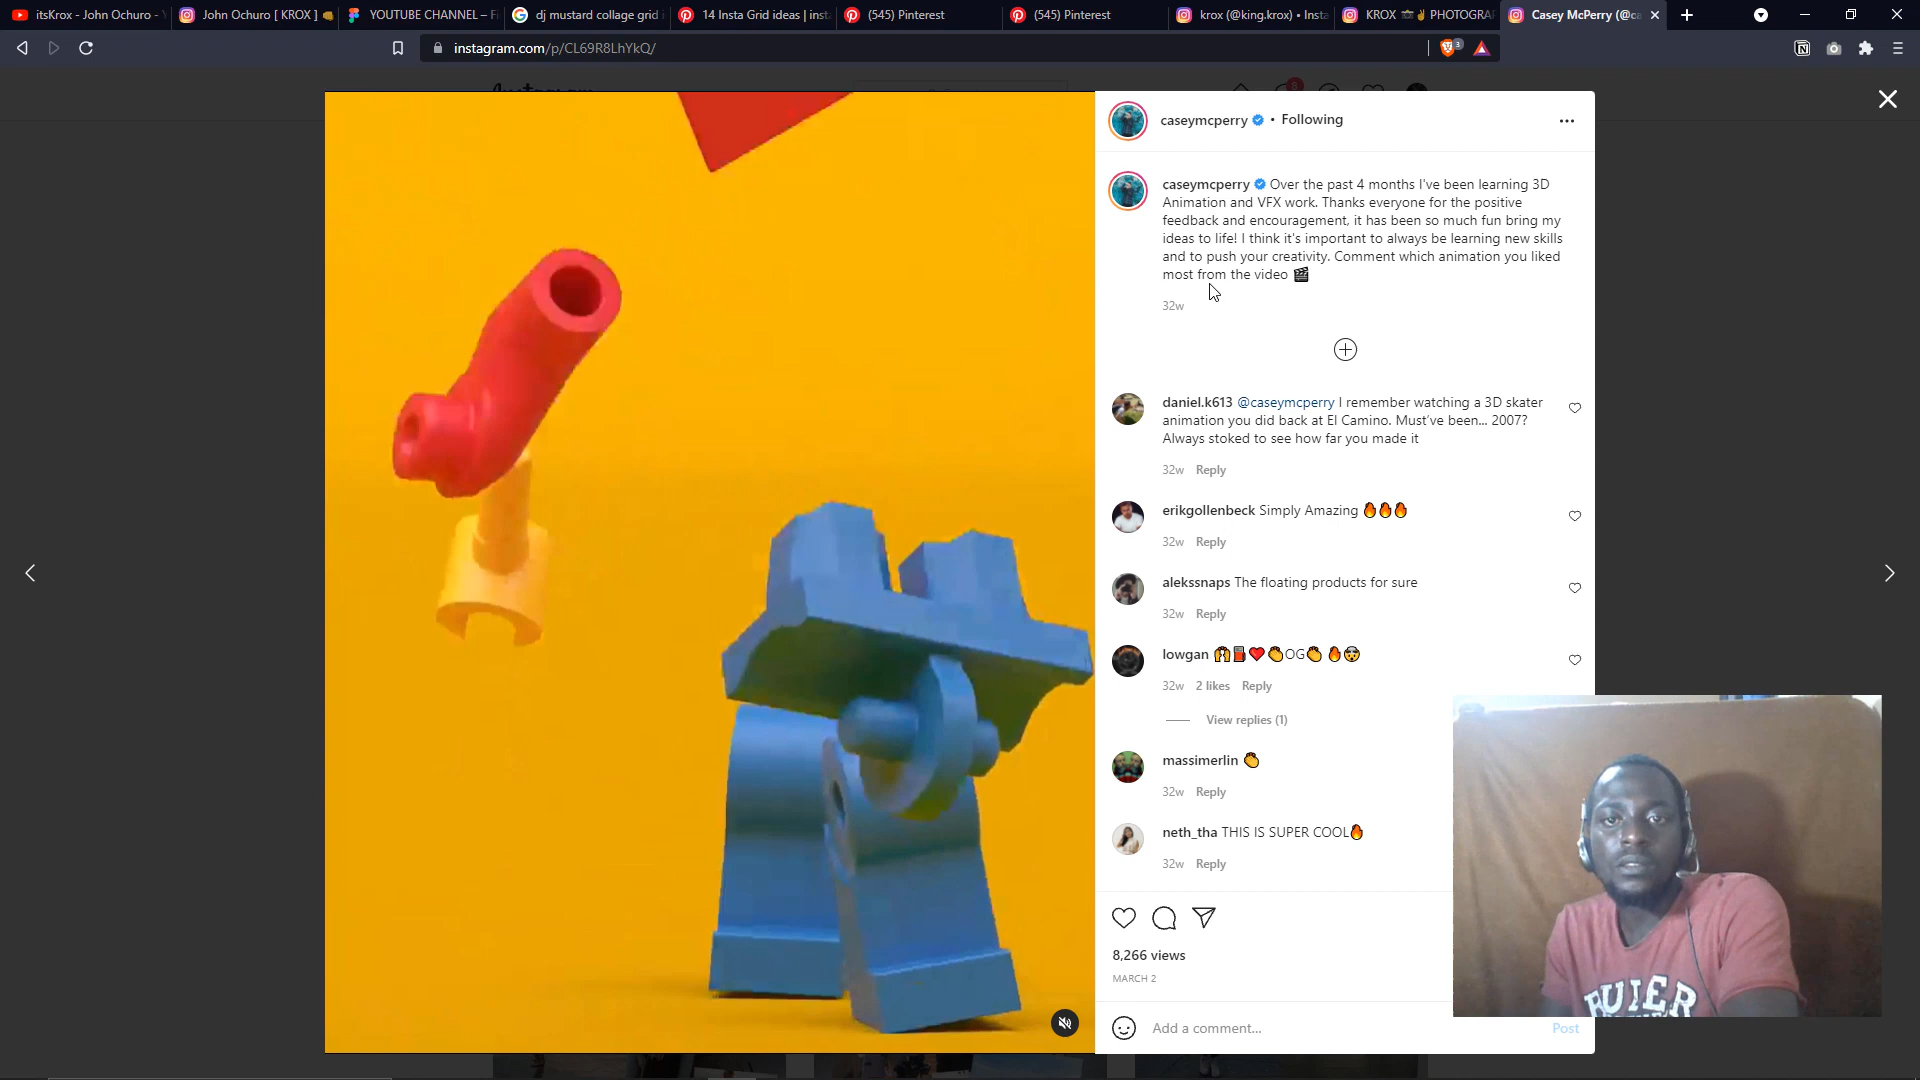 itsKrox - John Ochuro -
John Ochuro [ KROX ]
YOUTUBE CHANNEL – F
dj mustard collage grid
14 Insta Grid ideas | inst
(545) Pinterest
(545) Pinterest
krox (@king.krox) • Insta
KROX 📷✌ PHOTOGRA
Casey McPerry (@ca
instagram.com/p/CL69R8LhYkQ/
3
caseymcperry • Following
caseymcperry Over the past 4 months I've been learning 3D
Animation and VFX work. Thanks everyone for the positive
feedback and encouragement, it has been so much fun bring my
ideas to life! I think it's important to always be learning new skills
and to push your creativity. Comment which animation you liked
most from the video 🎬
32w
daniel.k613 @caseymcperry I remember watching a 3D skater
animation you did back at El Camino. Must've been... 2007?
Always stoked to see how far you made it
32w Reply
erikgollenbeck Simply Amazing 🔥🔥🔥
32w Reply
alekssnaps The floating products for sure
32w Reply
lowgan 🙌⛽❤️👏OG👏 🔥🤯
32w 2 likes Reply
View replies (1)
massimerlin 👏
32w Reply
neth_tha THIS IS SUPER COOL🔥
32w Reply
8,266 views
MARCH 2
Add a comment...
Post